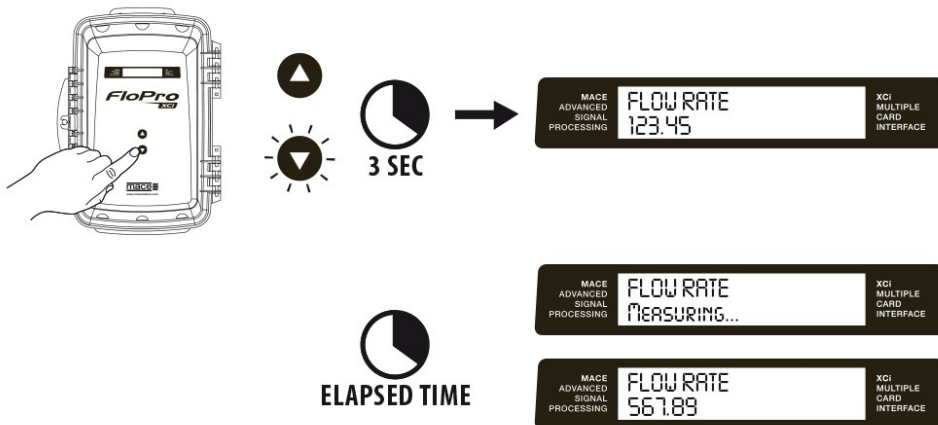 FloPro
XCi
mace
3 SEC
MACE
ADVANCED
SIGNAL
PROCESSING
FLOW RATE
123.45
XCi
MULTIPLE
CARD
INTERFACE
ELAPSED TIME
MACE
ADVANCED
SIGNAL
PROCESSING
FLOW RATE
MEASURING...
XCi
MULTIPLE
CARD
INTERFACE
MACE
ADVANCED
SIGNAL
PROCESSING
FLOW RATE
567.89
XCi
MULTIPLE
CARD
INTERFACE